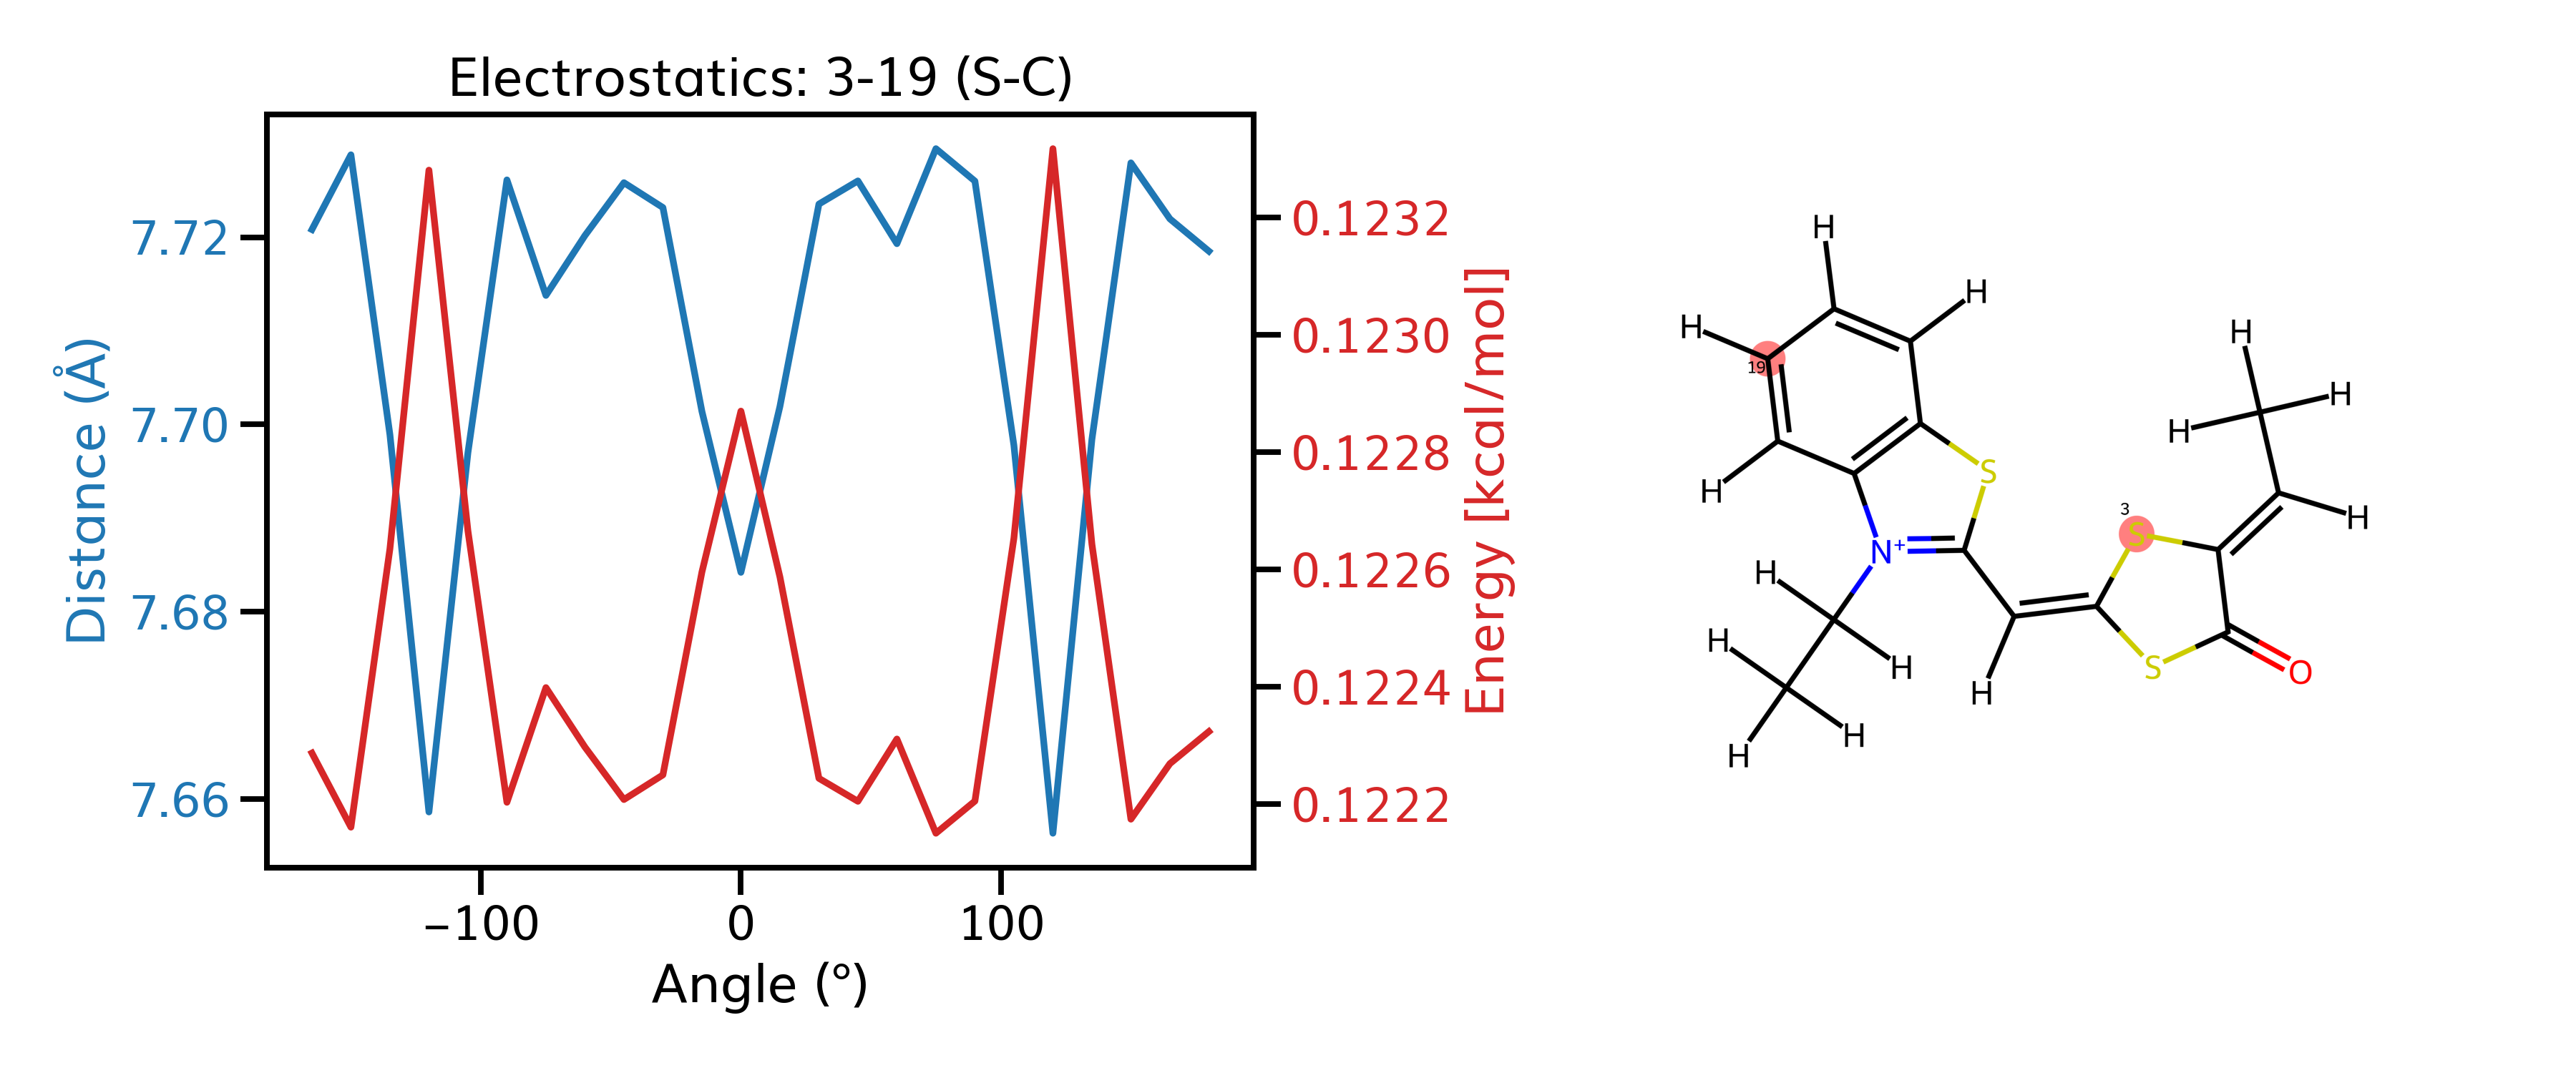 Electrostatics: 3-19 (S-C)
Distance (Å)
7.72
7.70
7.68
7.66
−100
0
100
Angle (°)
0.1232
0.1230
0.1228
0.1226
0.1224
0.1222
Energy [kcal/mol]
H
H
H
H
19
H
H
H
S
3
S
H
N⁺
H
H
H
S
O
H
H
H
H